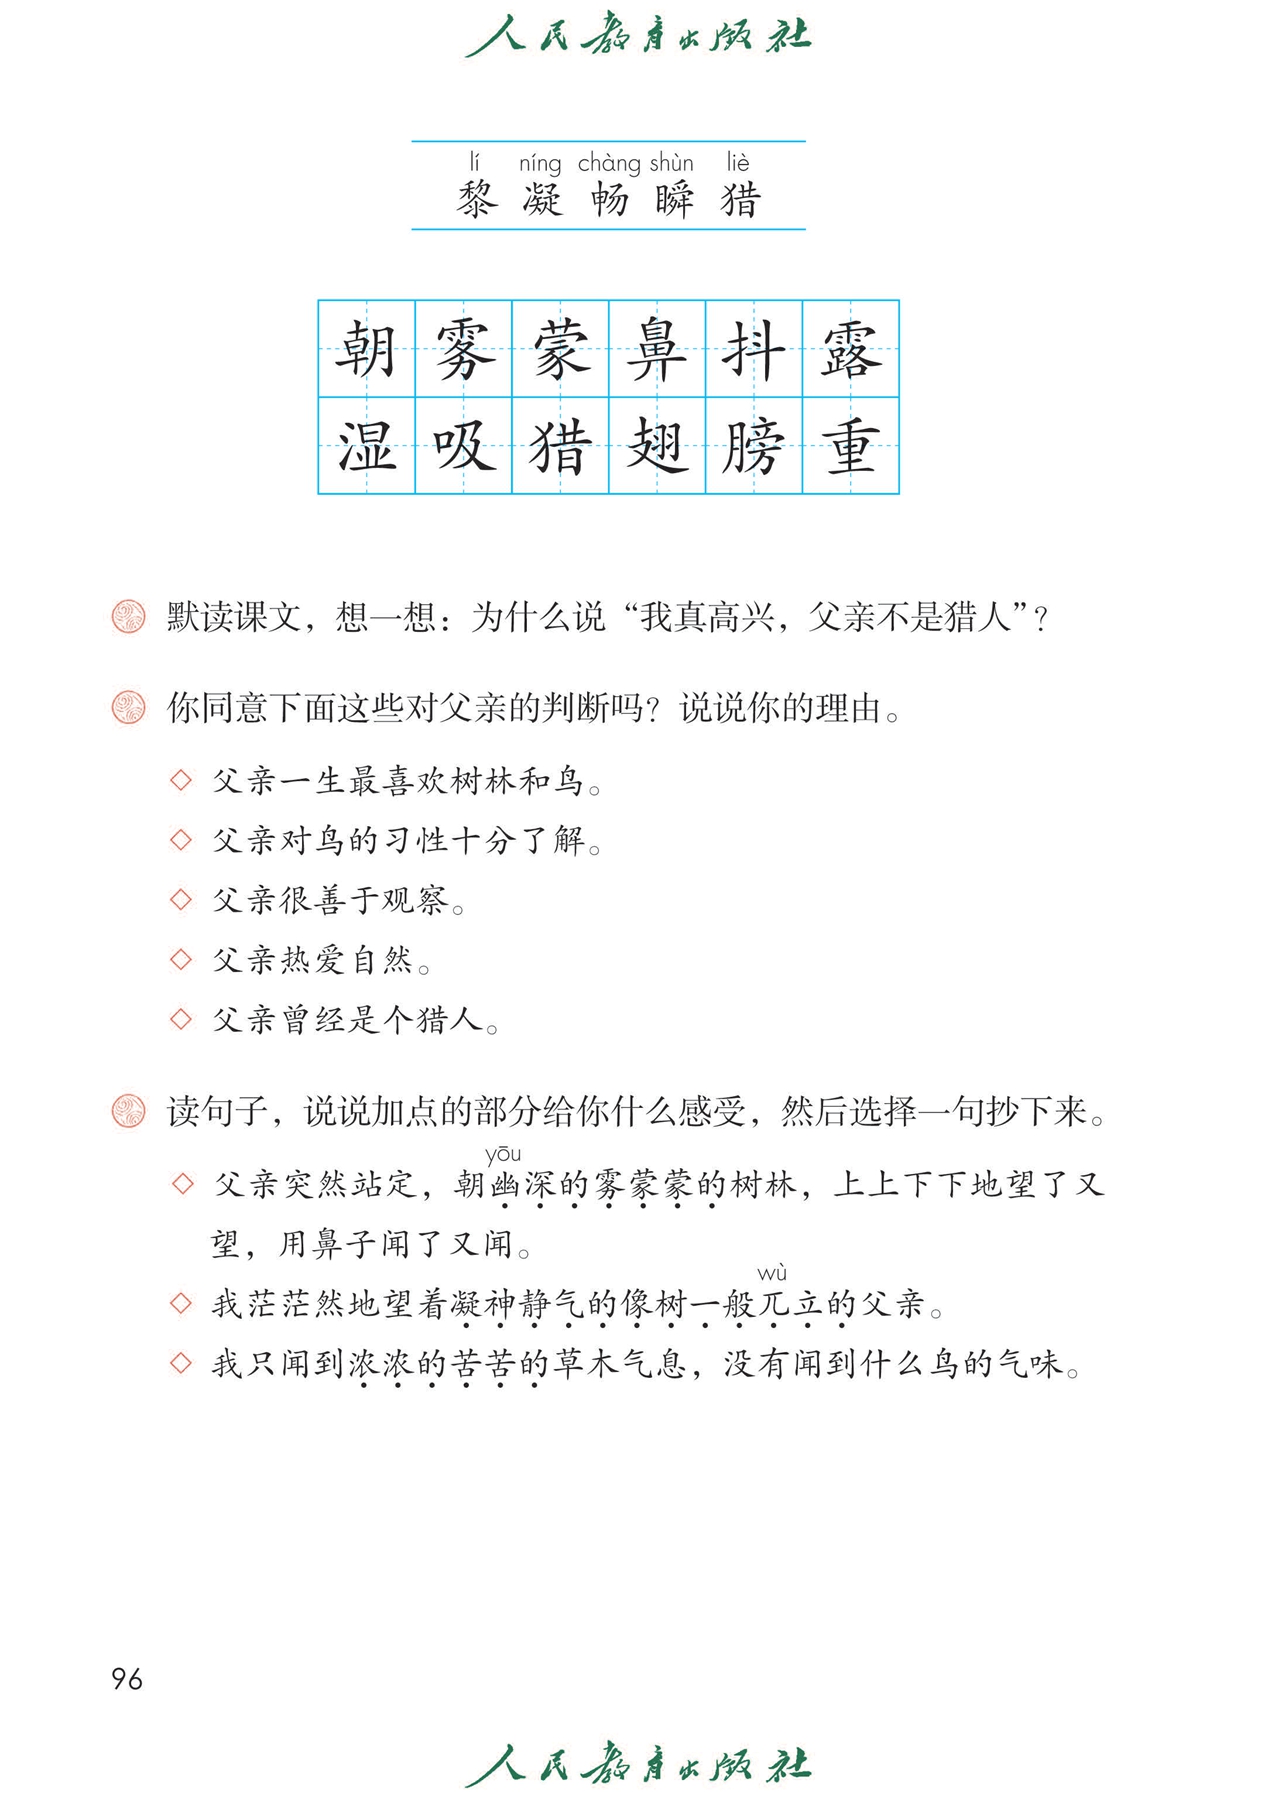 人民教育出版社
lí níng chàng shùn liè
黎 凝 畅 瞬 猎
朝 雾 蒙 鼻 抖 露
湿 吸 猎 翅 膀 重
默读课文，想一想：为什么说“我真高兴，父亲不是猎人”？
你同意下面这些对父亲的判断吗？说说你的理由。
◇ 父亲一生最喜欢树林和鸟。
◇ 父亲对鸟的习性十分了解。
◇ 父亲很善于观察。
◇ 父亲热爱自然。
◇ 父亲曾经是个猎人。
读句子，说说加点的部分给你什么感受，然后选择一句抄下来。
yōu
◇ 父亲突然站定，朝幽深的雾蒙蒙的树林，上上下下地望了又
望，用鼻子闻了又闻。
wù
◇ 我茫茫然地望着凝神静气的像树一般兀立的父亲。
◇ 我只闻到浓浓的苦苦的草木气息，没有闻到什么鸟的气味。
96
人民教育出版社